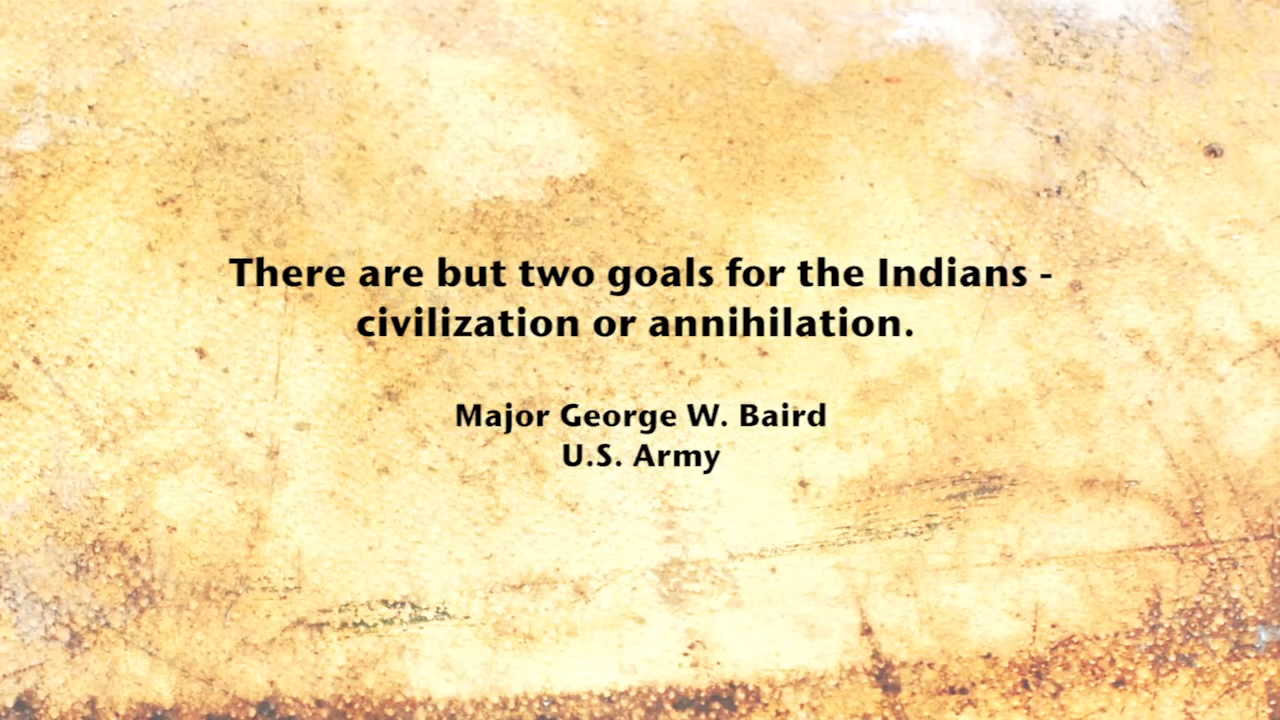 There are but two goals for the Indians -
civilization or annihilation.
Major George W. Baird
U.S. Army